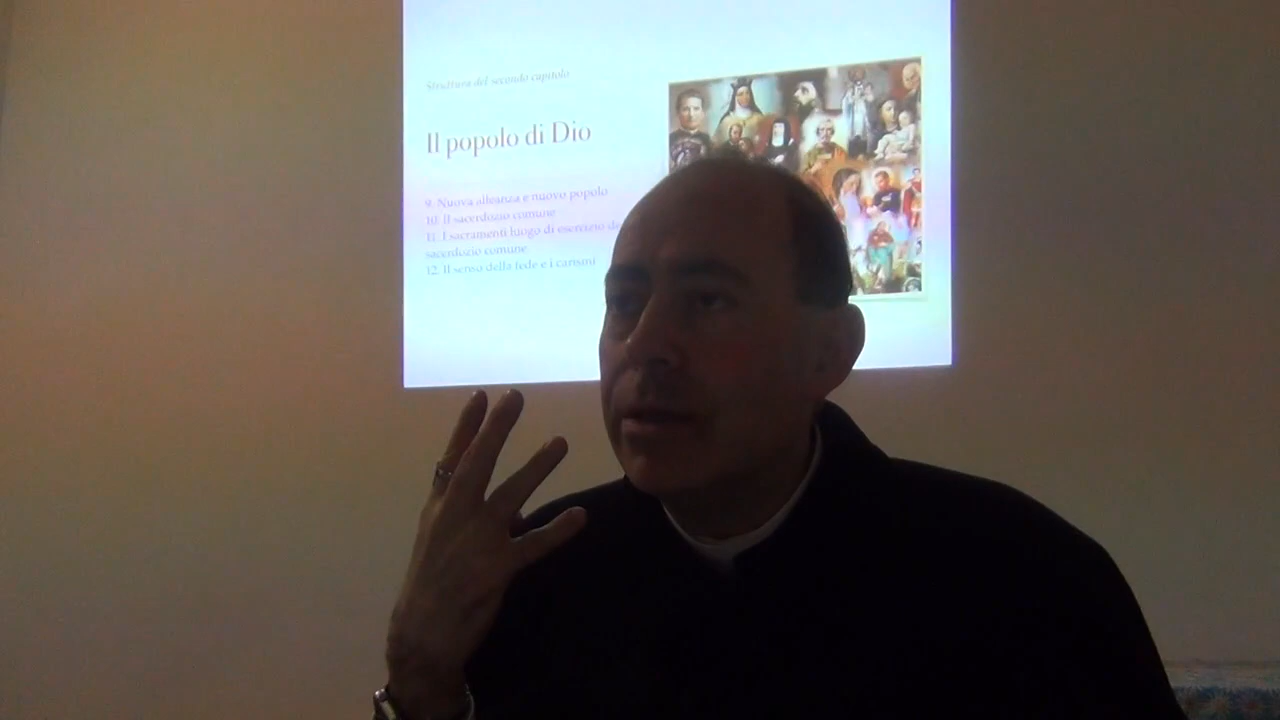 Struttura del secondo capitolo
Il popolo di Dio
9. Nuova alleanza e nuovo popolo
10. Il sacerdozio comune
11. I sacramenti luogo di esercizio
sacerdozio comune
12. Il senso della fede e i carismi